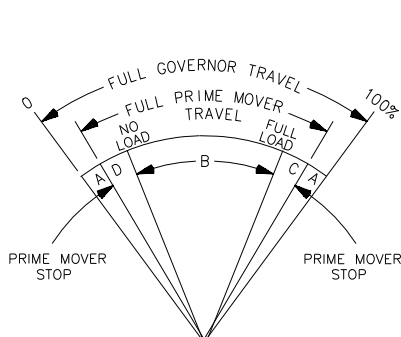 FULL GOVERNOR TRAVEL
0
100%
FULL PRIME MOVER
TRAVEL
NO
LOAD
FULL
LOAD
A
D
B
C
A
PRIME MOVER
STOP
PRIME MOVER
STOP